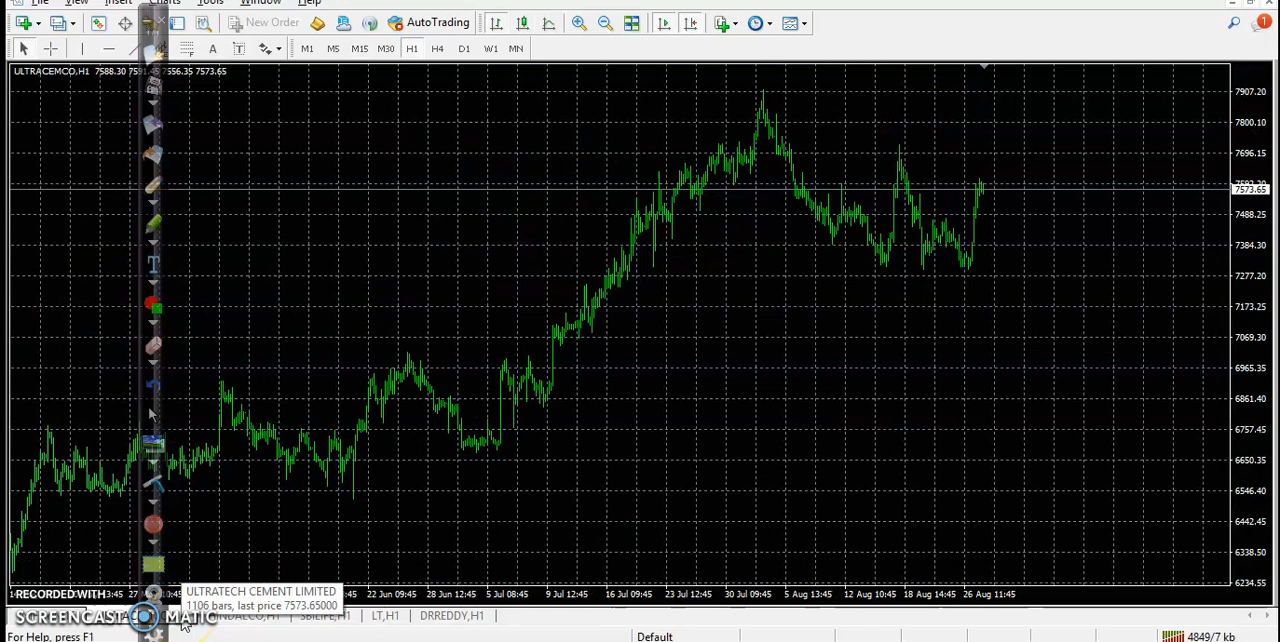 File View Insert Charts Tools Window Help
New Order AutoTrading 1
A T M1 M5 M15 M30 H1 H4 D1 W1 MN
ULTRACEMCO,H1 7588.30 7591.45 7556.35 7573.65
7907.20
7800.10
7696.15
7573.65
7488.25
7384.30
7277.20
7173.25
7069.30
6965.35
6861.40
6757.45
6650.35
6546.40
6442.45
6338.50
6234.55
22 Jun 09:45 28 Jun 12:45 5 Jul 08:45 9 Jul 12:45 16 Jul 09:45 23 Jul 12:45 30 Jul 09:45 5 Aug 13:45 12 Aug 10:45 18 Aug 14:45 26 Aug 11:45
RECORDED WITH
SCREENCAST MATIC
ULTRATECH CEMENT LIMITED
1106 bars, last price 7573.65000
SBILIFE,H1 LT,H1 DRREDDY,H1
For Help, press F1 Default 4849/7 kb